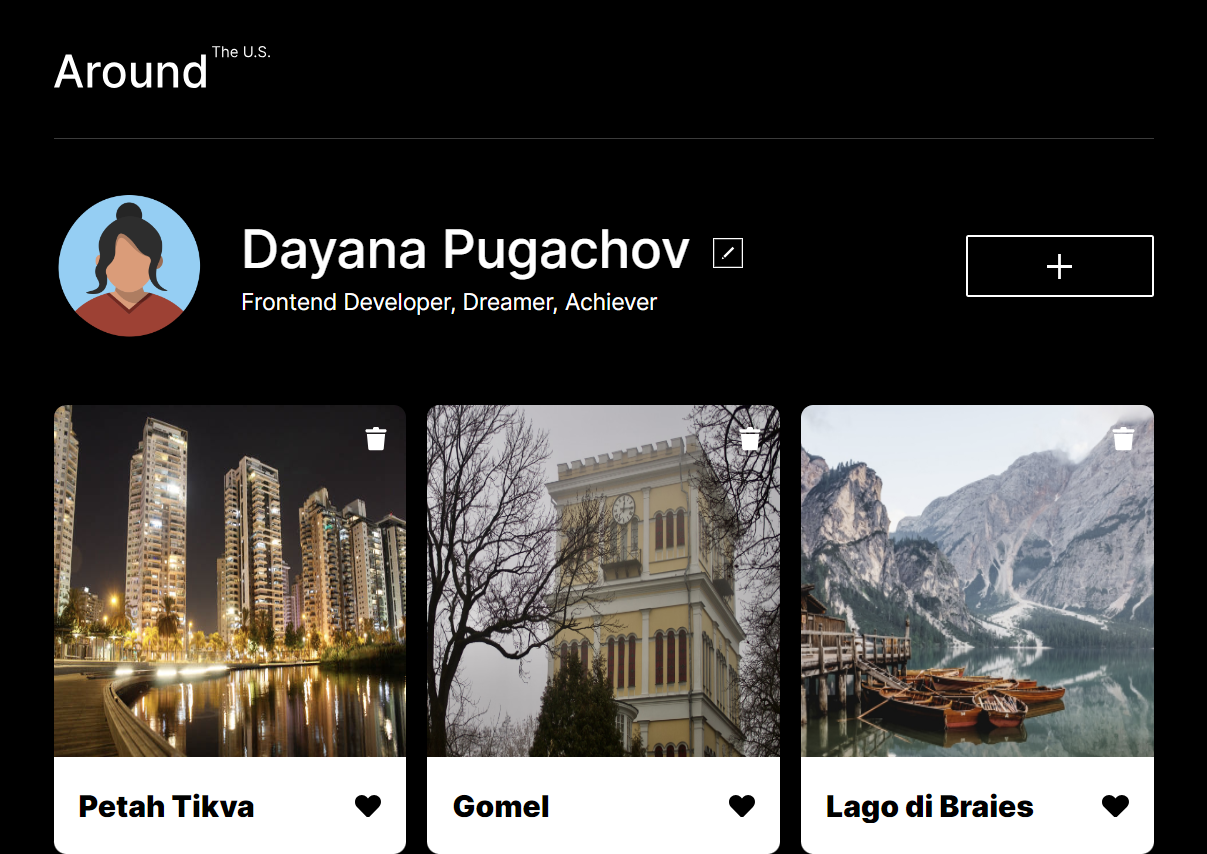 Around The U.S.
Dayana Pugachov
Frontend Developer, Dreamer, Achiever
Petah Tikva
Gomel
Lago di Braies